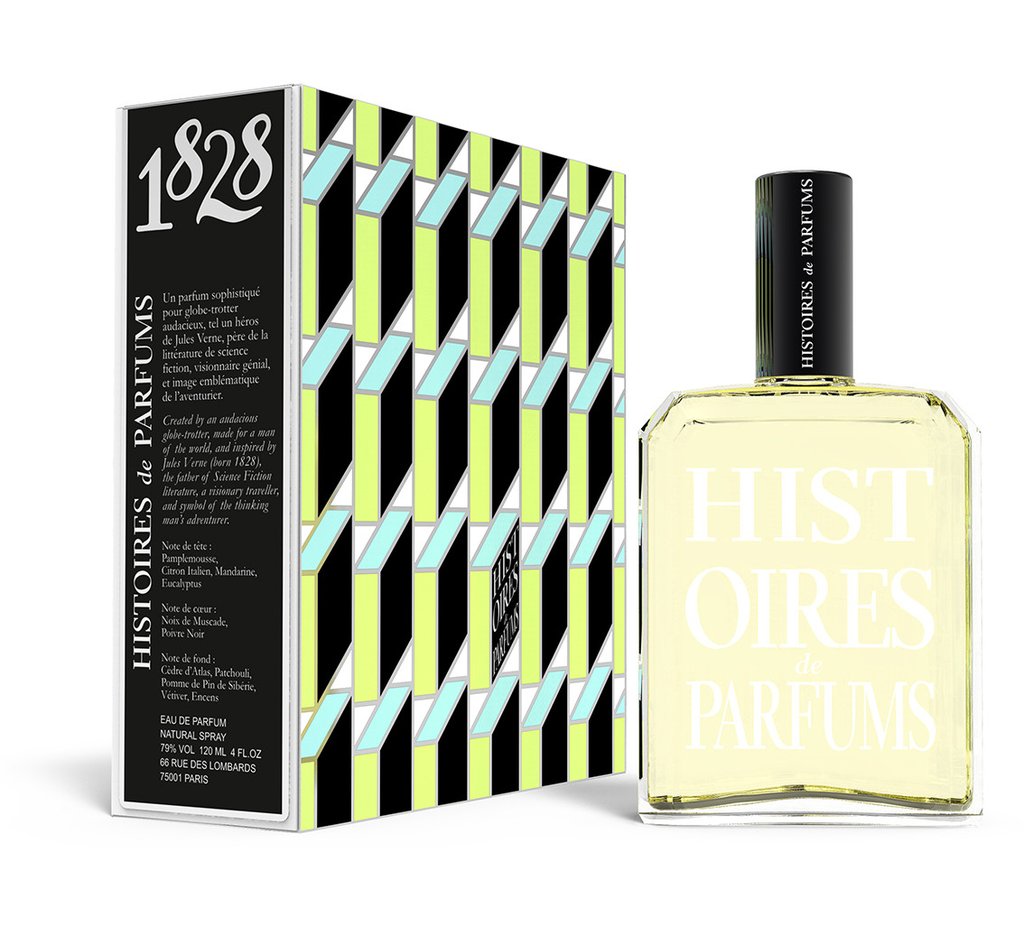 1828
HISTOIRES de PARFUMS
Un parfum sophistiqué
pour globe-trotter
audacieux, tel un héros
de Jules Verne, père de la
littérature de science
fiction, visionnaire génial,
et image emblématique
de l'aventurier.
Created by an audacious
globe-trotter, made for a man
of the world, and inspired by
Jules Verne (born 1828),
the father of Science Fiction
literature, a visionary traveller,
and symbol of the thinking
man's adventurer.
Note de tête :
Pamplemousse,
Citron Italien, Mandarine,
Eucalyptus
Note de cœur :
Noix de Muscade,
Poivre Noir
Note de fond :
Cèdre d'Atlas, Patchouli,
Pomme de Pin de Sibérie,
Vétiver, Encens
EAU DE PARFUM
NATURAL SPRAY
79% VOL 120 ML 4 FL.OZ
66 RUE DES LOMBARDS
75001 PARIS
HIST
OIRES
de
PARFUMS
HISTOIRES de PARFUMS
HIST
OIRES
de
PARFUMS